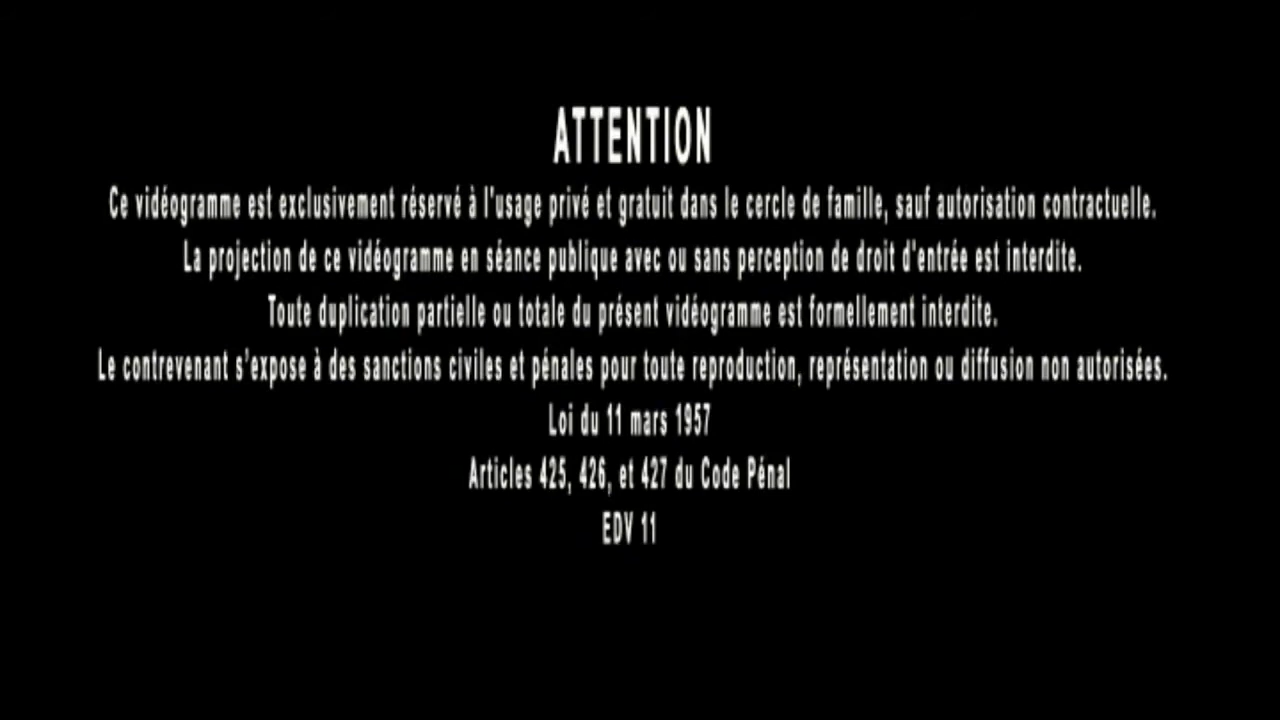 ATTENTION
Ce vidéogramme est exclusivement réservé à l'usage privé et gratuit dans le cercle de famille, sauf autorisation contractuelle.
La projection de ce vidéogramme en séance publique avec ou sans perception de droit d'entrée est interdite.
Toute duplication partielle ou totale du présent vidéogramme est formellement interdite.
Le contrevenant s'expose à des sanctions civiles et pénales pour toute reproduction, représentation ou diffusion non autorisées.
Loi du 11 mars 1957
Articles 425, 426, et 427 du Code Pénal
EDV 11